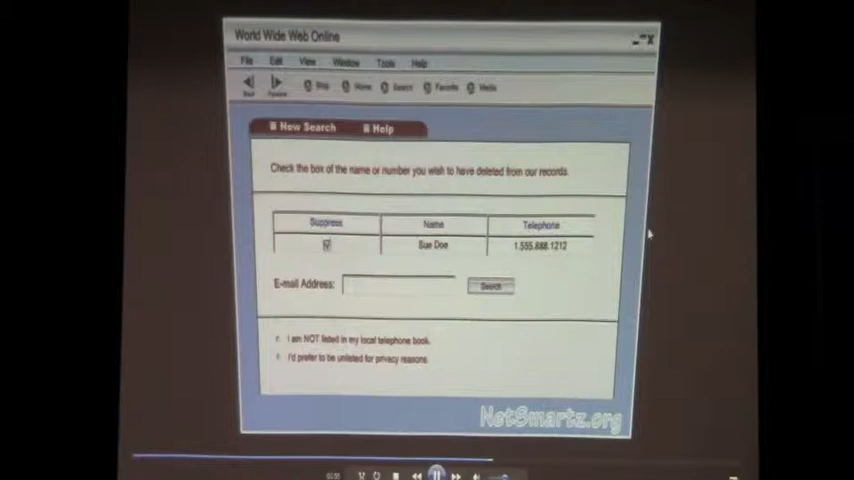 World Wide Web Online
File Edit View Window Tools Help
Back Forward Stop Home Search Favorite Media
New Search Help
Check the box of the name or number you wish to have deleted from our records.
Suppress Name Telephone
Sue Doe 1.555.888.1212
E-mail Address: Search
I am NOT listed in my local telephone book.
I'd prefer to be unlisted for privacy reasons.
NetSmartz.org